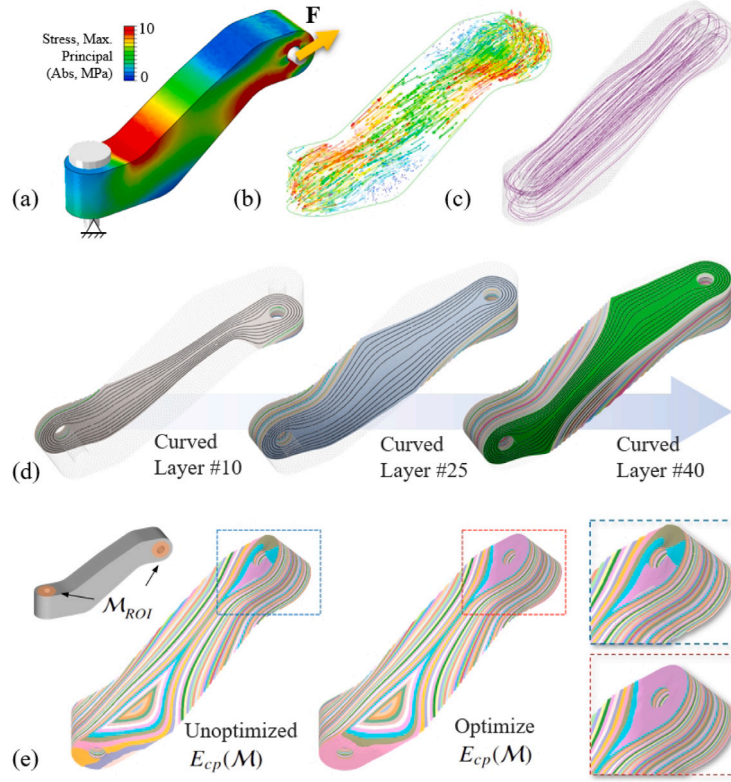 Stress, Max.
Principal
(Abs, MPa)
10
0
F
(a)
(b)
(c)
(d)
Curved
Layer #10
Curved
Layer #25
Curved
Layer #40
(e)
M_ROI
Unoptimized
E_cp(M)
Optimize
E_cp(M)